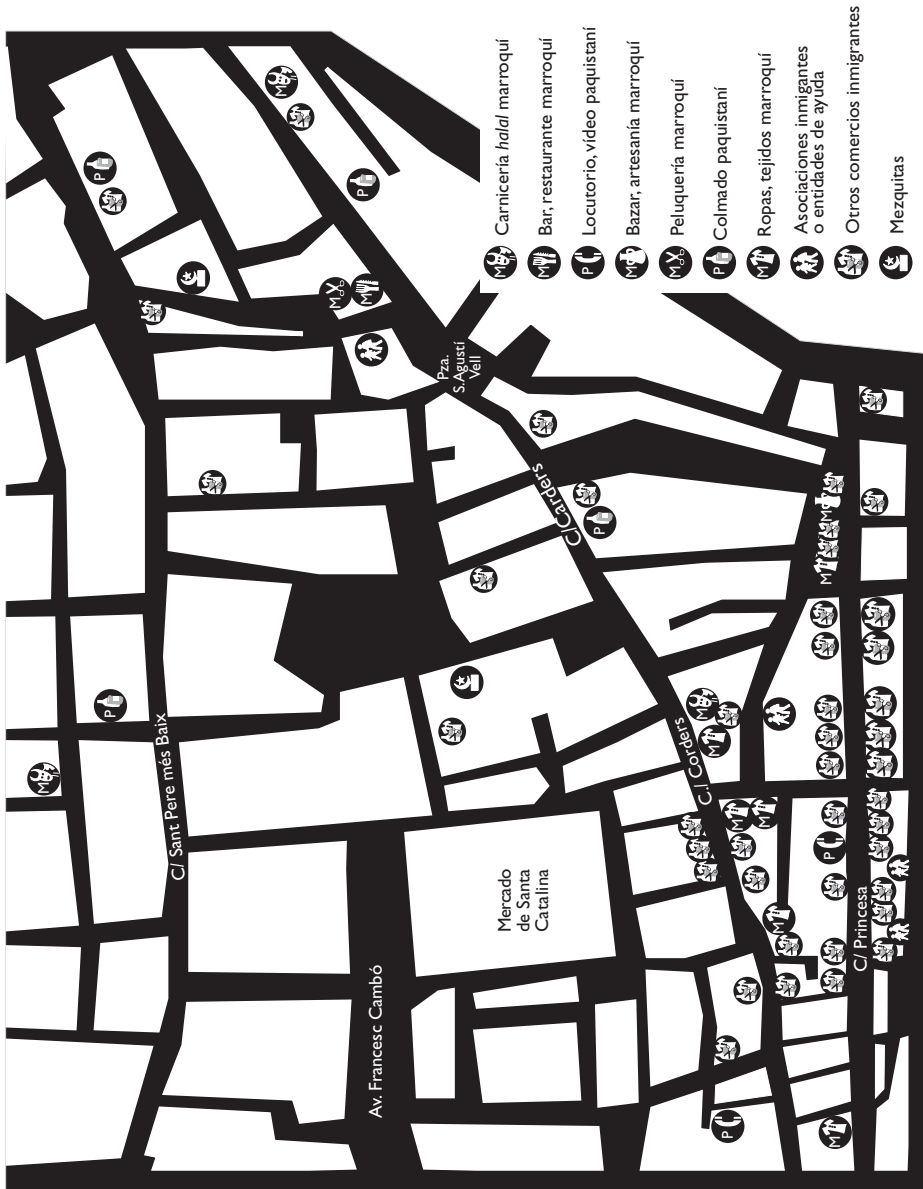 C/ Sant Pere més Baix
Av. Francesc Cambó
Mercado
de Santa
Catalina
Pza.
S.Agustí
Vell
C|Carders
C.| Corders
C/ Princesa
M Carnicería halal marroquí
M Bar, restaurante marroquí
P Locutorio, vídeo paquistaní
M Bazar, artesanía marroquí
M Peluquería marroquí
P Colmado paquistaní
M Ropas, tejidos marroquí
Asociaciones inmigantes
o entidades de ayuda
Otros comercios inmigrantes
Mezquitas